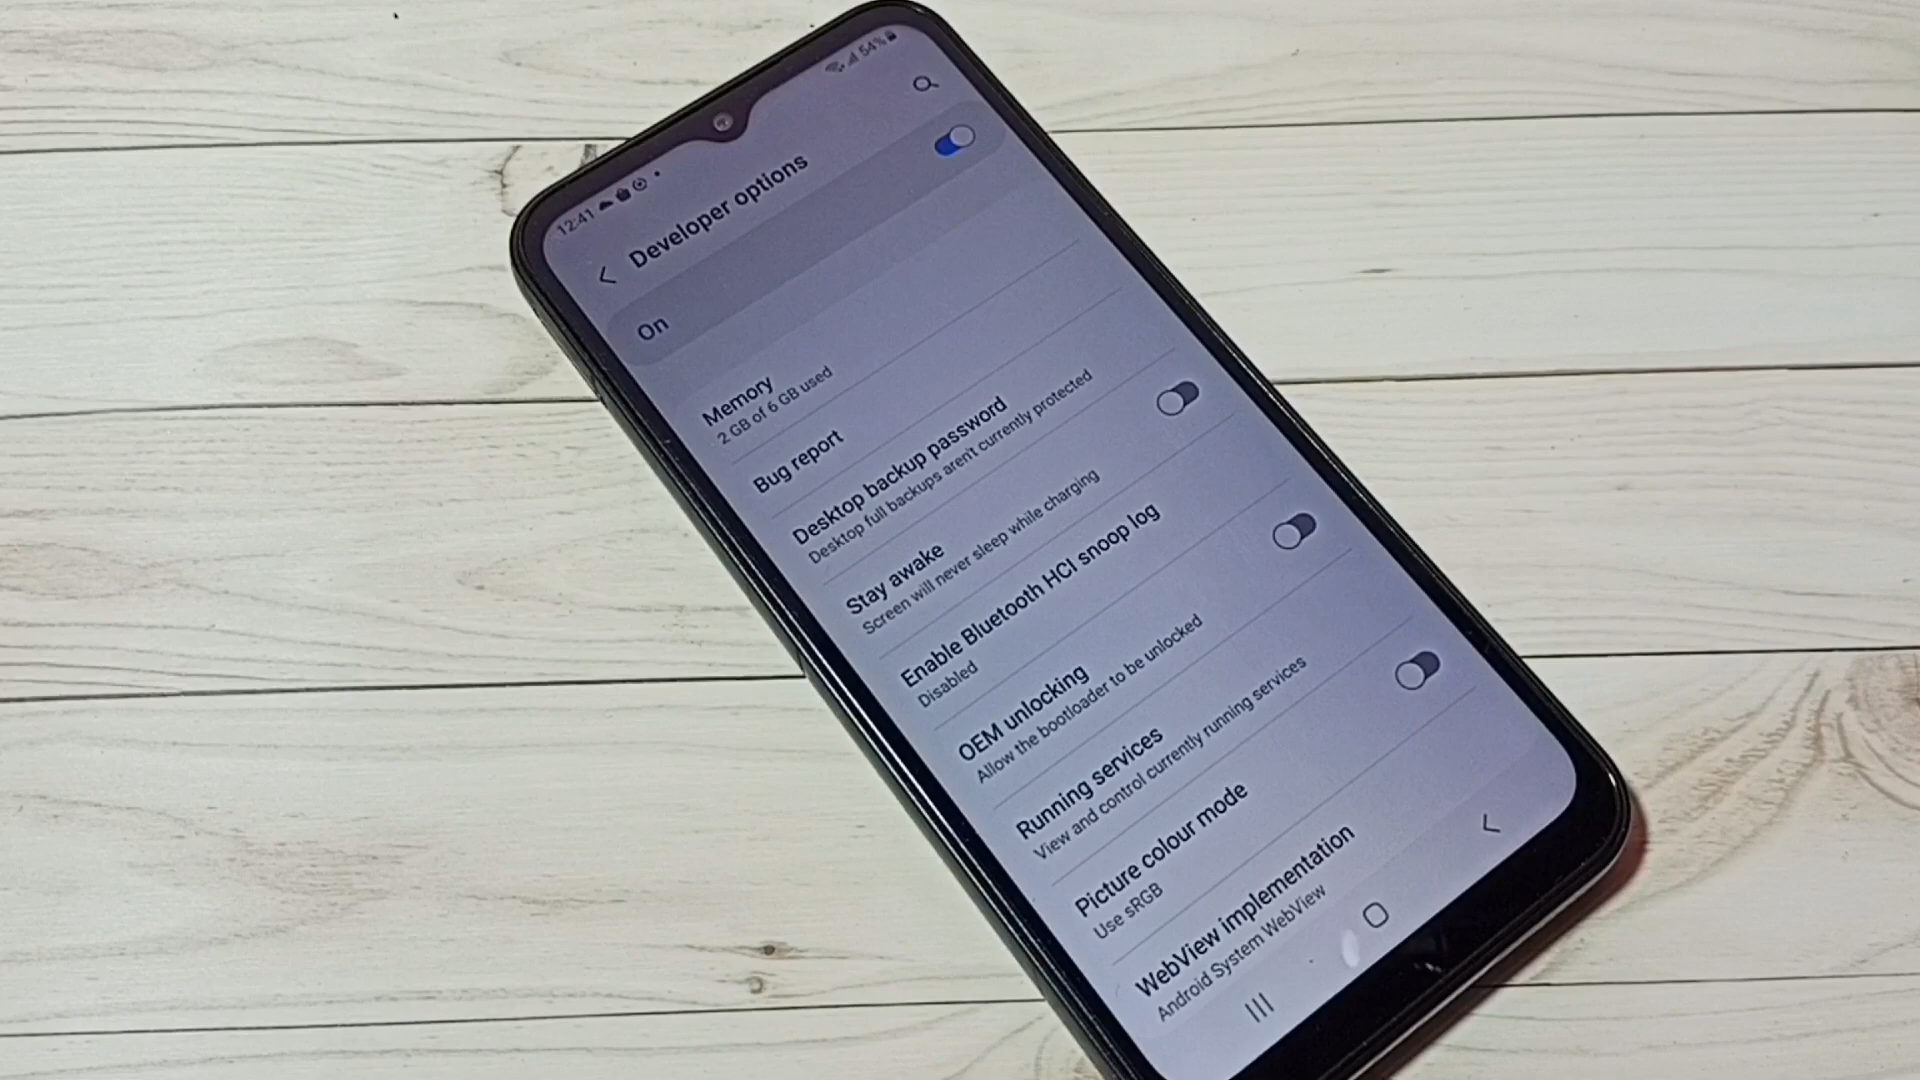 12:41
54%
Developer options
On
Memory
2 GB of 6 GB used
Bug report
Desktop backup password
Desktop full backups aren't currently protected
Stay awake
Screen will never sleep while charging
Enable Bluetooth HCI snoop log
Disabled
OEM unlocking
Allow the bootloader to be unlocked
Running services
View and control currently running services
Picture colour mode
Use sRGB
WebView implementation
Android System WebView